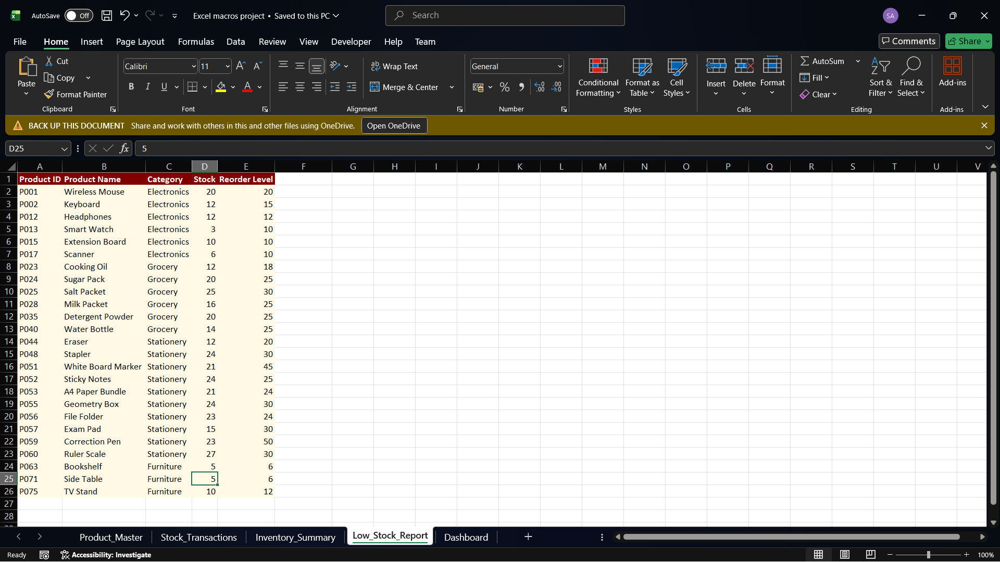 AutoSave Off Excel macros project • Saved to this PC Search SA
File Home Insert Page Layout Formulas Data Review View Developer Help Team Comments Share
Paste Cut Copy Format Painter Clipboard
Calibri 11 B I U A Font
Wrap Text Merge & Center Alignment
General % Number
Conditional Formatting Format as Table Cell Styles Styles
Insert Delete Format Cells
AutoSum Fill Clear Sort & Filter Find & Select Editing
Add-ins Add-ins
BACK UP THIS DOCUMENT Share and work with others in this and other files using OneDrive. Open OneDrive
D25 fx 5
A B C D E F G H I J K L M N O P Q R S T U V
1 Product ID Product Name Category Stock Reorder Level
2 P001 Wireless Mouse Electronics 20 20
3 P002 Keyboard Electronics 12 15
4 P012 Headphones Electronics 12 12
5 P013 Smart Watch Electronics 3 10
6 P015 Extension Board Electronics 10 10
7 P017 Scanner Electronics 6 10
8 P023 Cooking Oil Grocery 12 18
9 P024 Sugar Pack Grocery 20 25
10 P025 Salt Packet Grocery 25 30
11 P028 Milk Packet Grocery 16 25
12 P035 Detergent Powder Grocery 20 25
13 P040 Water Bottle Grocery 14 25
14 P044 Eraser Stationery 12 20
15 P048 Stapler Stationery 24 30
16 P051 White Board Marker Stationery 21 45
17 P052 Sticky Notes Stationery 24 25
18 P053 A4 Paper Bundle Stationery 21 24
19 P055 Geometry Box Stationery 24 30
20 P056 File Folder Stationery 23 24
21 P057 Exam Pad Stationery 15 30
22 P059 Correction Pen Stationery 23 50
23 P060 Ruler Scale Stationery 27 30
24 P063 Bookshelf Furniture 5 6
25 P071 Side Table Furniture 5 6
26 P075 TV Stand Furniture 10 12
27
28
Product_Master Stock_Transactions Inventory_Summary Low_Stock_Report Dashboard
Ready Accessibility: Investigate 100%